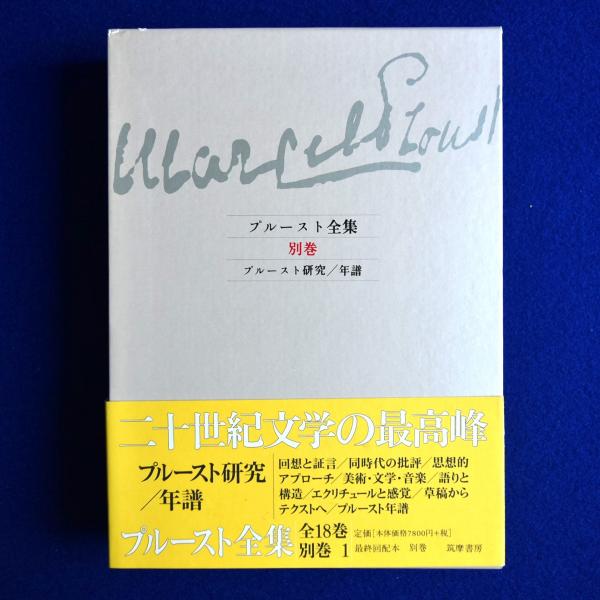 Marcel Proust
プルースト全集
別巻
プルースト研究／年譜
二十世紀文学の最高峰
プルースト研究
／年譜
回想と証言／同時代の批評／思想的
アプローチ／美術・文学・音楽／語りと
構造／エクリチュールと感覚／草稿から
テクストへ／プルースト年譜
プルースト全集 全18巻 別巻 1
定価［本体価格7800円+税］
最終回配本 別巻 筑摩書房